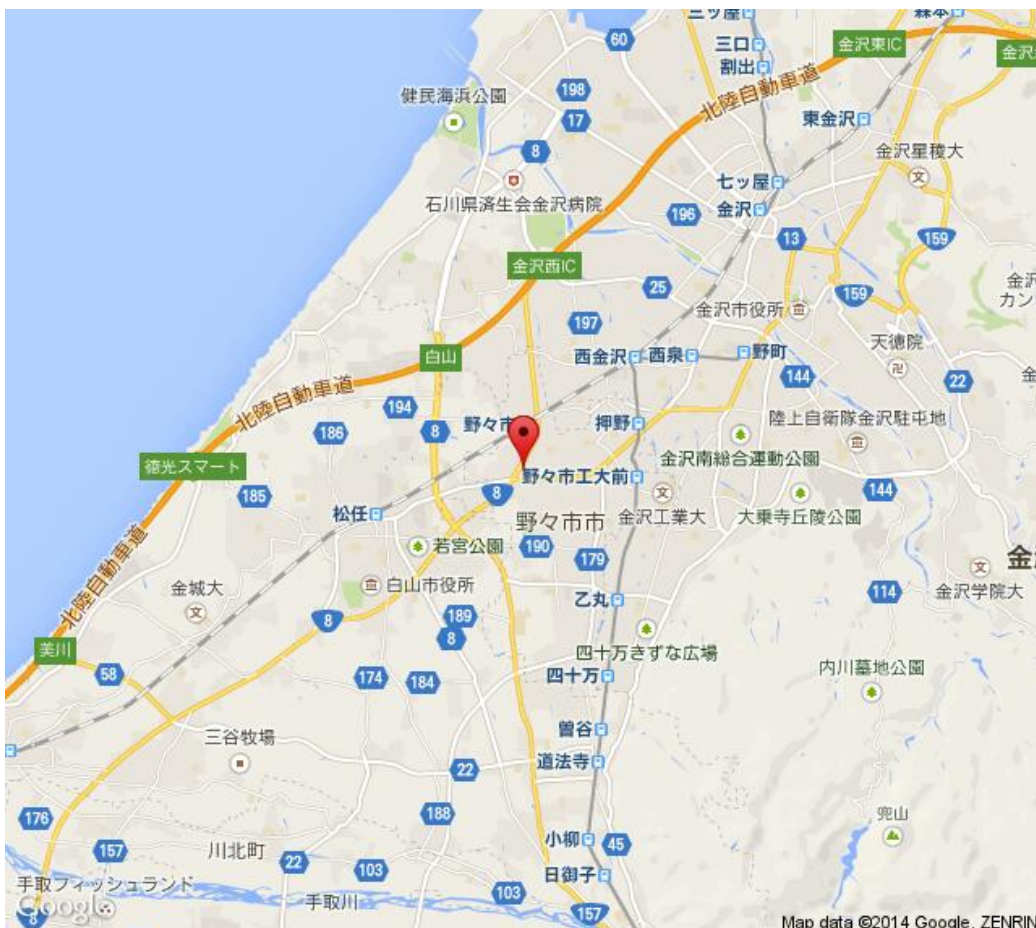 三ツ屋
森本
60
三口
金沢東IC
割出
金沢
198
北陸自動車道
健民海浜公園
17
東金沢
8
金沢星稜大
七ツ屋
石川県済生会金沢病院
196
金沢
13
159
金沢西IC
25
159
金沢市役所
197
天徳院
白山
西金沢
西泉
野町
144
22
北陸自動車道
194
186
8
野々市
押野
陸上自衛隊金沢駐屯地
金沢南総合運動公園
徳光スマート
185
8
野々市工大前
144
松任
野々市市
金沢工業大
大乗寺丘陵公園
若宮公園
190
179
北陸自動車道
金城大
白山市役所
乙丸
114
金沢学院大
8
189
8
四十万きずな広場
美川
58
174
184
四十万
内川墓地公園
三谷牧場
曽谷
22
道法寺
176
188
兜山
157
川北町
22
小柳
45
103
日御子
手取フィッシュランド
手取川
103
157
8
Google
Map data ©2014 Google, ZENRIN